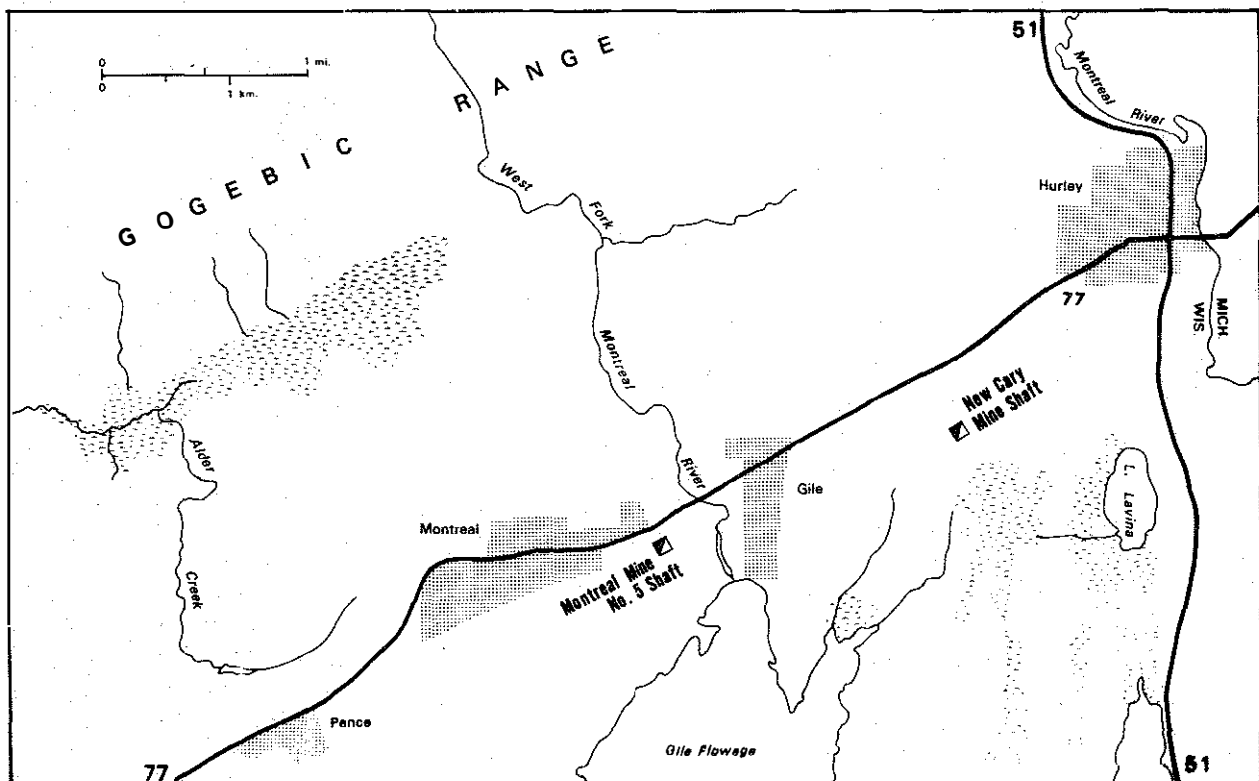 51
0
1 mi.
0
1 km.
GOGEBIC RANGE
Montreal
River
West
Fork
Hurley
77
MICH.
WIS.
Montreal
River
New Cary
Mine Shaft
Alder
Creek
Gile
L. Lavina
Montreal
Montreal Mine
No. 5 Shaft
Pence
Gile Flowage
77
51